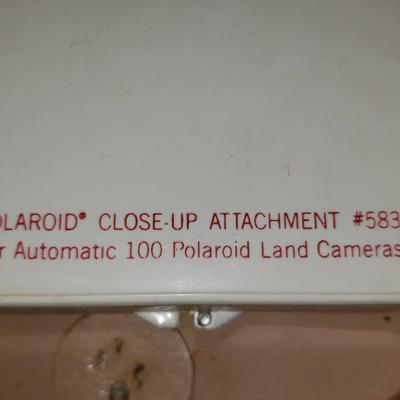 OLAROID® CLOSE-UP ATTACHMENT #583
r Automatic 100 Polaroid Land Cameras